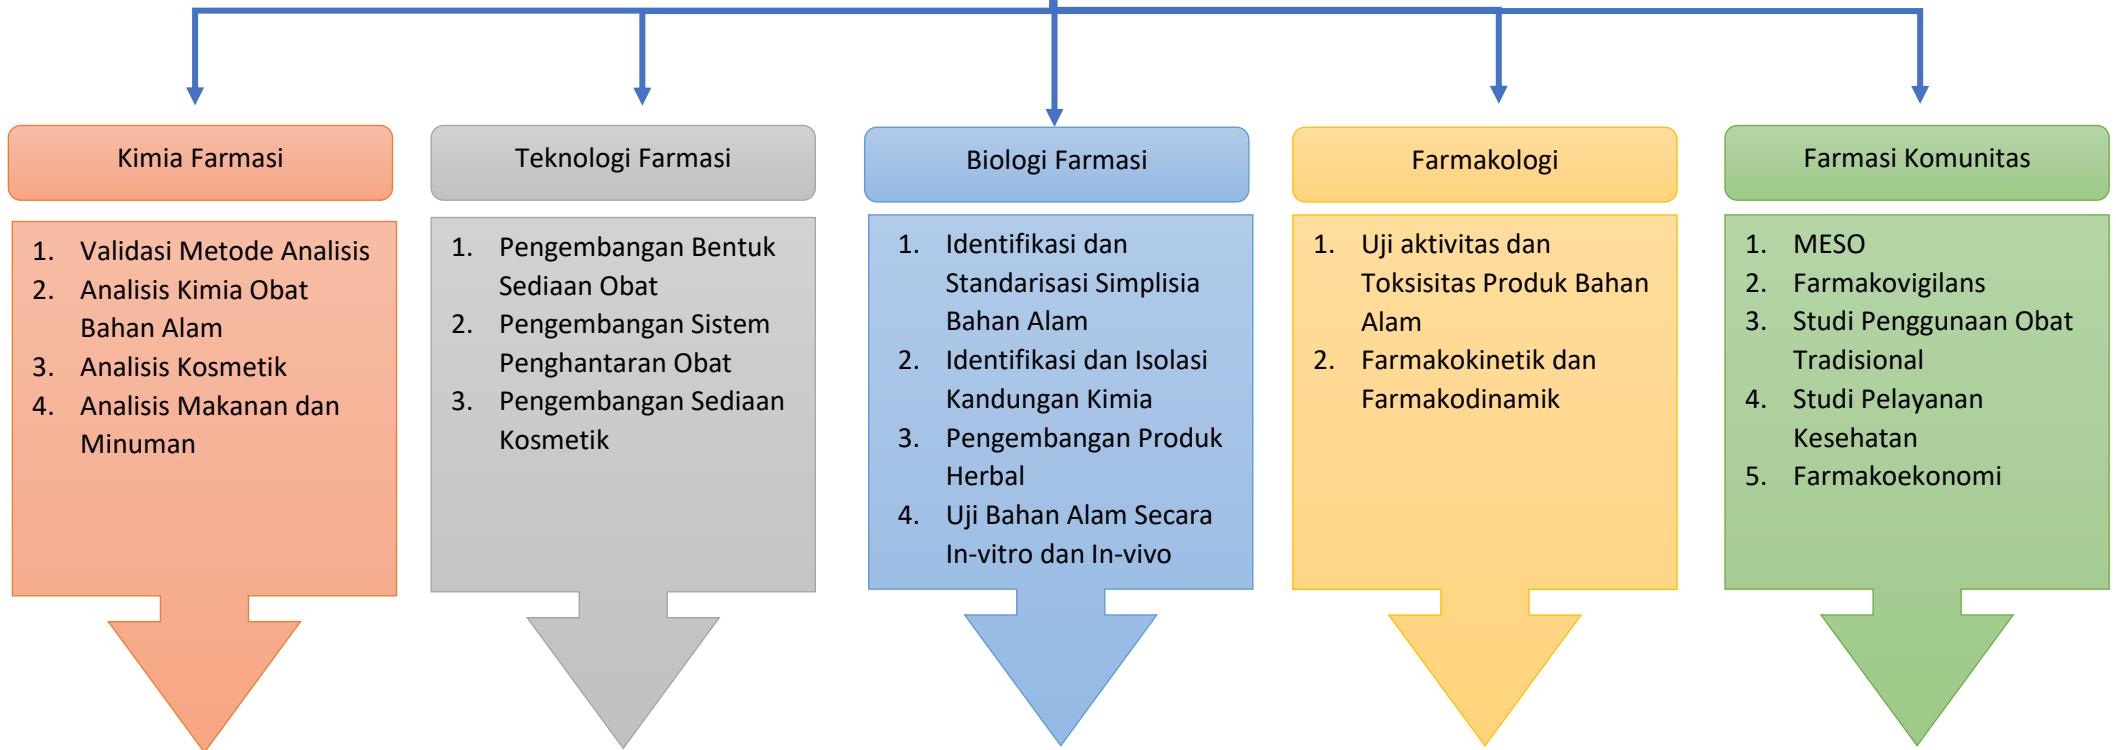 Kimia Farmasi
1. Validasi Metode Analisis
2. Analisis Kimia Obat
Bahan Alam
3. Analisis Kosmetik
4. Analisis Makanan dan
Minuman
Teknologi Farmasi
1. Pengembangan Bentuk
Sediaan Obat
2. Pengembangan Sistem
Penghantaran Obat
3. Pengembangan Sediaan
Kosmetik
Biologi Farmasi
1. Identifikasi dan
Standarisasi Simplisia
Bahan Alam
2. Identifikasi dan Isolasi
Kandungan Kimia
3. Pengembangan Produk
Herbal
4. Uji Bahan Alam Secara
In-vitro dan In-vivo
Farmakologi
1. Uji aktivitas dan
Toksisitas Produk Bahan
Alam
2. Farmakokinetik dan
Farmakodinamik
Farmasi Komunitas
1. MESO
2. Farmakovigilans
3. Studi Penggunaan Obat
Tradisional
4. Studi Pelayanan
Kesehatan
5. Farmakoekonomi